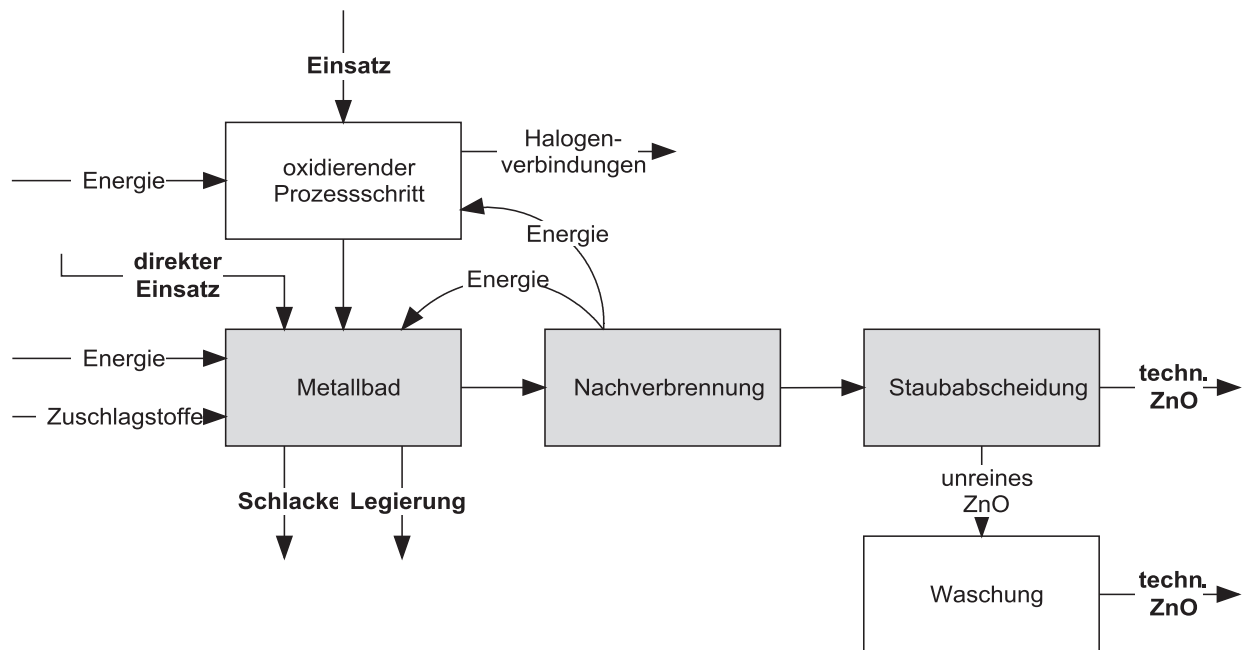 Einsatz
Halogen-
verbindungen
oxidierender
Prozessschritt
Energie
Energie
direkter
Einsatz
Energie
Energie
Metallbad
Nachverbrennung
Staubabscheidung
techn.
ZnO
Zuschlagstoffe
Schlacke
Legierung
unreines
ZnO
Waschung
techn.
ZnO